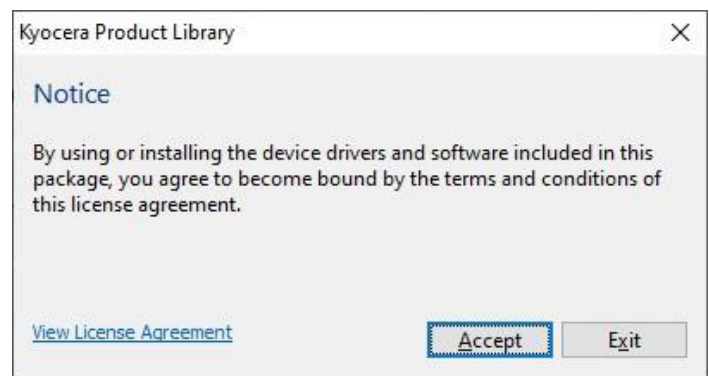 Kyocera Product Library
Notice
By using or installing the device drivers and software included in this
package, you agree to become bound by the terms and conditions of
this license agreement.
View License Agreement
Accept
Exit